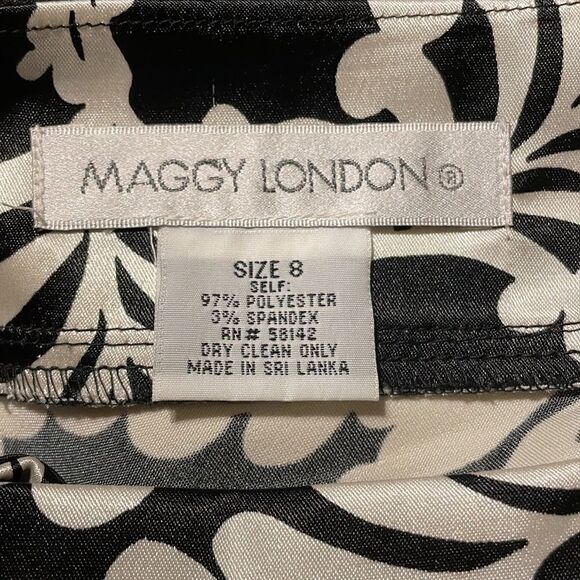 MAGGY LONDON ®
SIZE 8
SELF:
97% POLYESTER
3% SPANDEX
RN# 58142
DRY CLEAN ONLY
MADE IN SRI LANKA